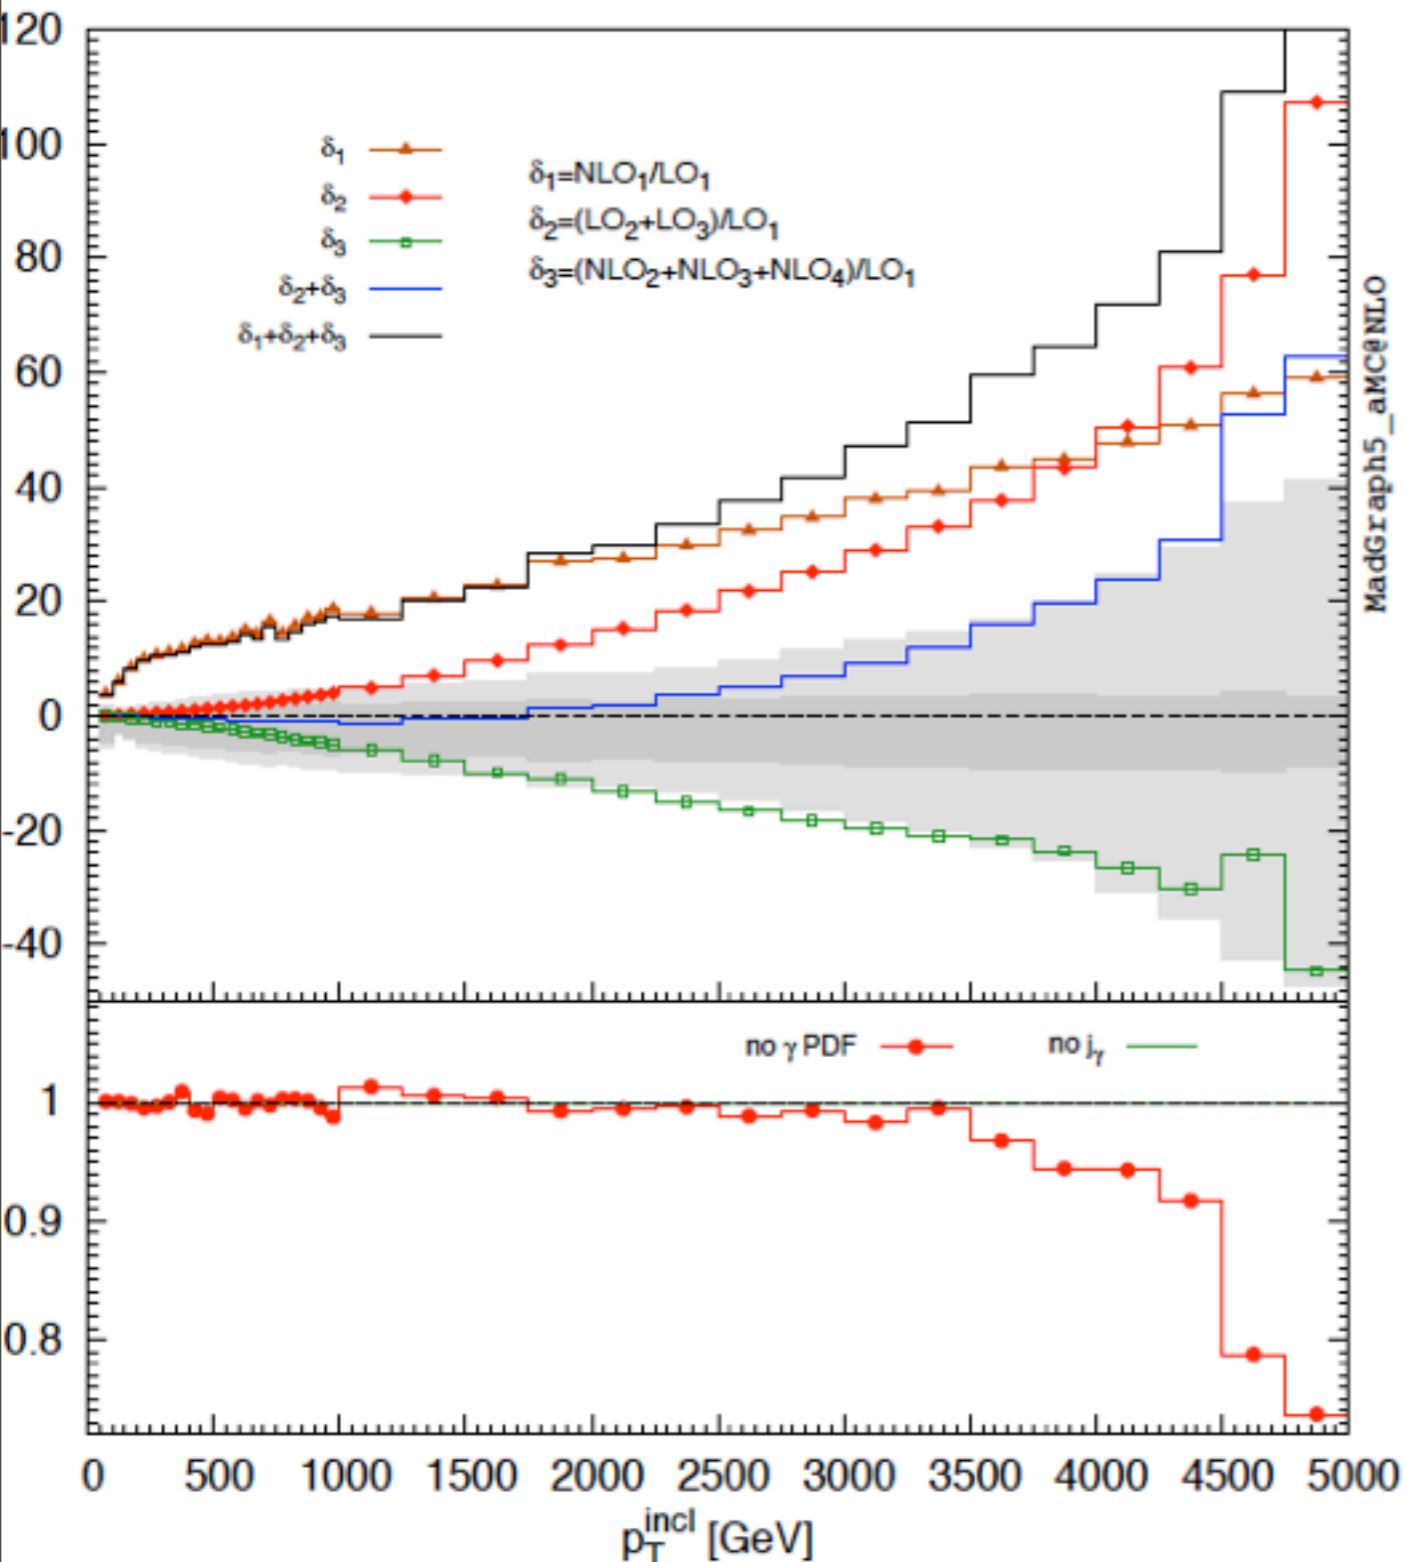 120
100
80
60
40
20
0
-20
-40
δ1
δ2
δ3
δ2+δ3
δ1+δ2+δ3
δ1=NLO1/LO1
δ2=(LO2+LO3)/LO1
δ3=(NLO2+NLO3+NLO4)/LO1
MadGraph5_aMC@NLO
no γ PDF
no jγ
1
0.9
0.8
0 500 1000 1500 2000 2500 3000 3500 4000 4500 5000
pT^incl [GeV]